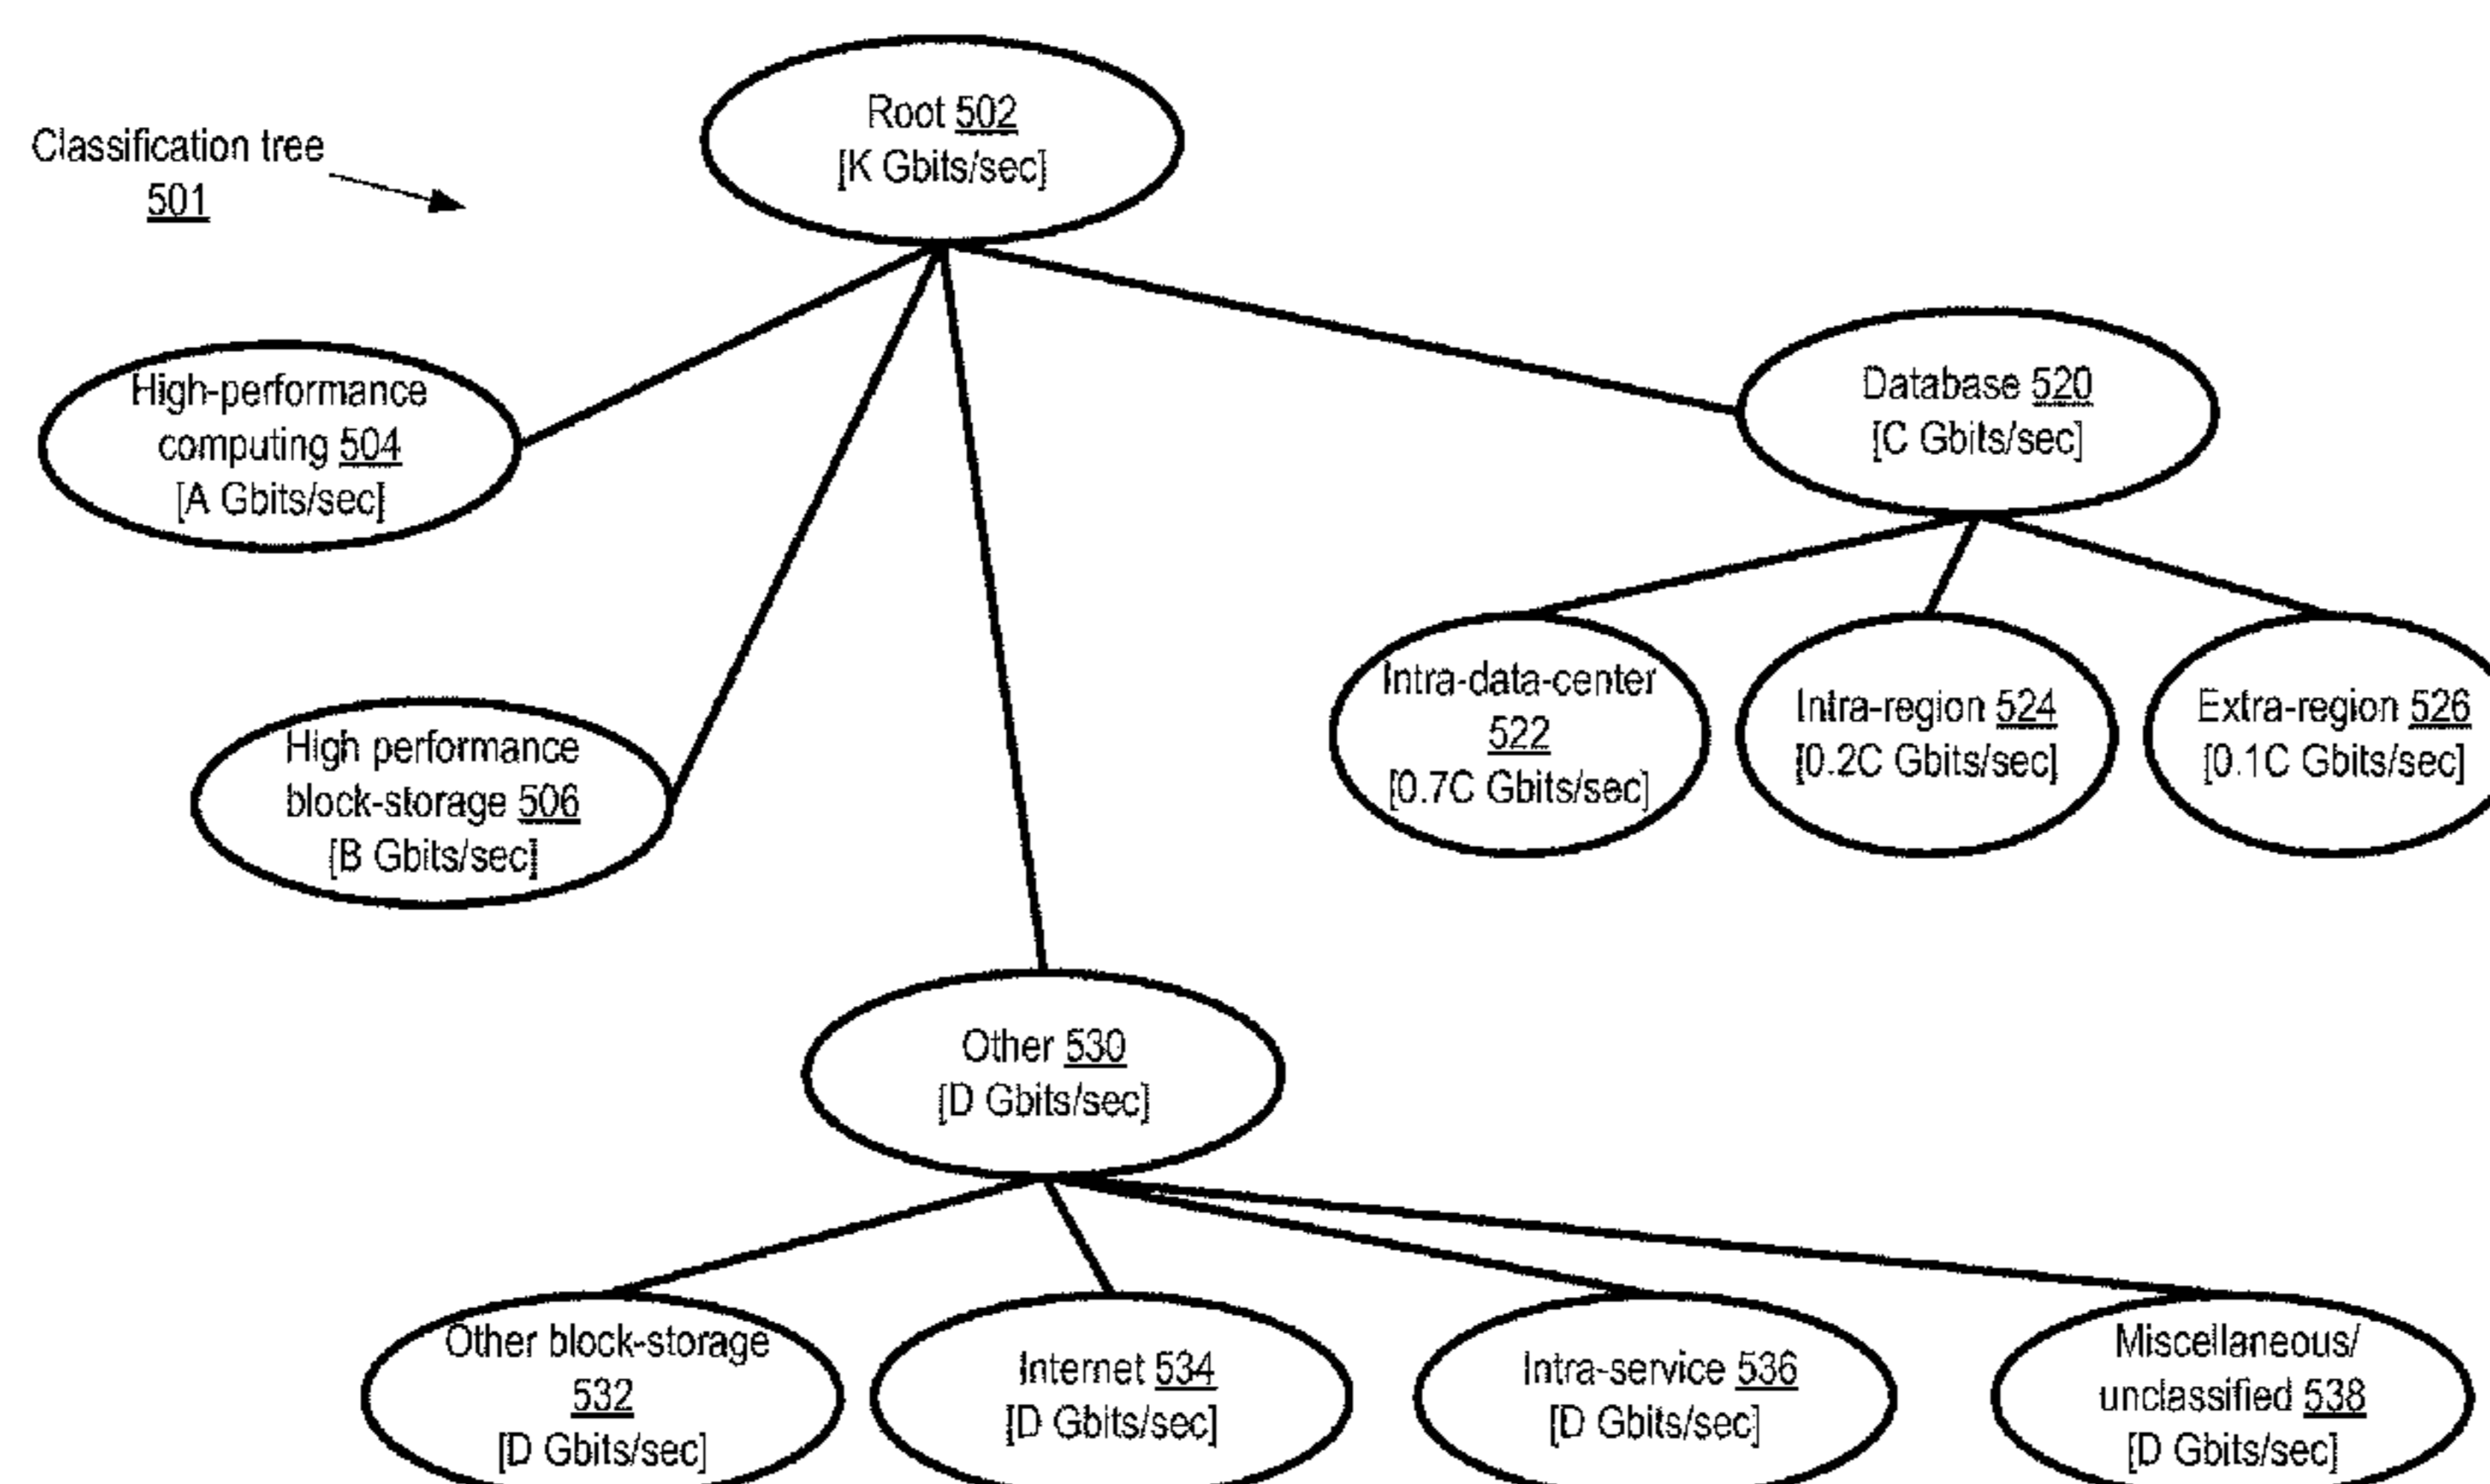 Root 502
[K Gbits/sec]
Classification tree
501
High-performance
computing 504
[A Gbits/sec]
Database 520
[C Gbits/sec]
High performance
block-storage 506
[B Gbits/sec]
Intra-data-center
522
[0.7C Gbits/sec]
Intra-region 524
[0.2C Gbits/sec]
Extra-region 526
[0.1C Gbits/sec]
Other 530
[D Gbits/sec]
Other block-storage
532
[D Gbits/sec]
Internet 534
[D Gbits/sec]
Intra-service 536
[D Gbits/sec]
Miscellaneous/
unclassified 538
[D Gbits/sec]